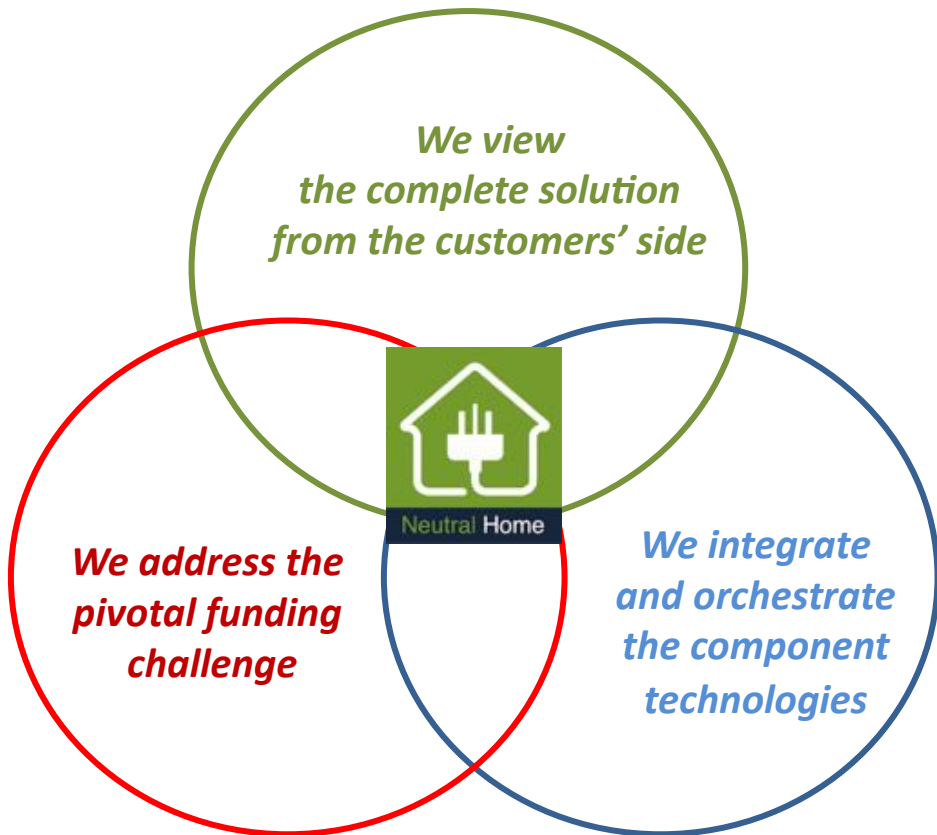 We view
the complete solution
from the customers’ side
Neutral Home
We address the
pivotal funding
challenge
We integrate
and orchestrate
the component
technologies